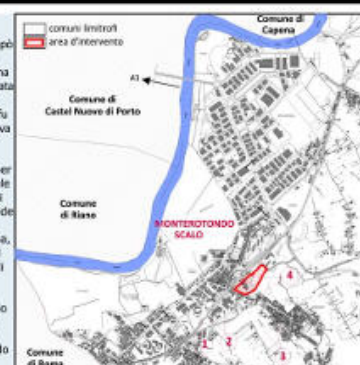 comuni limitrofi
area d'intervento
Comune di
Capena
A1
Comune di
Castel Nuovo di Porto
Comune
di Riano
MONTEROTONDO
SCALO
4
1
2
3
Comune
di Roma